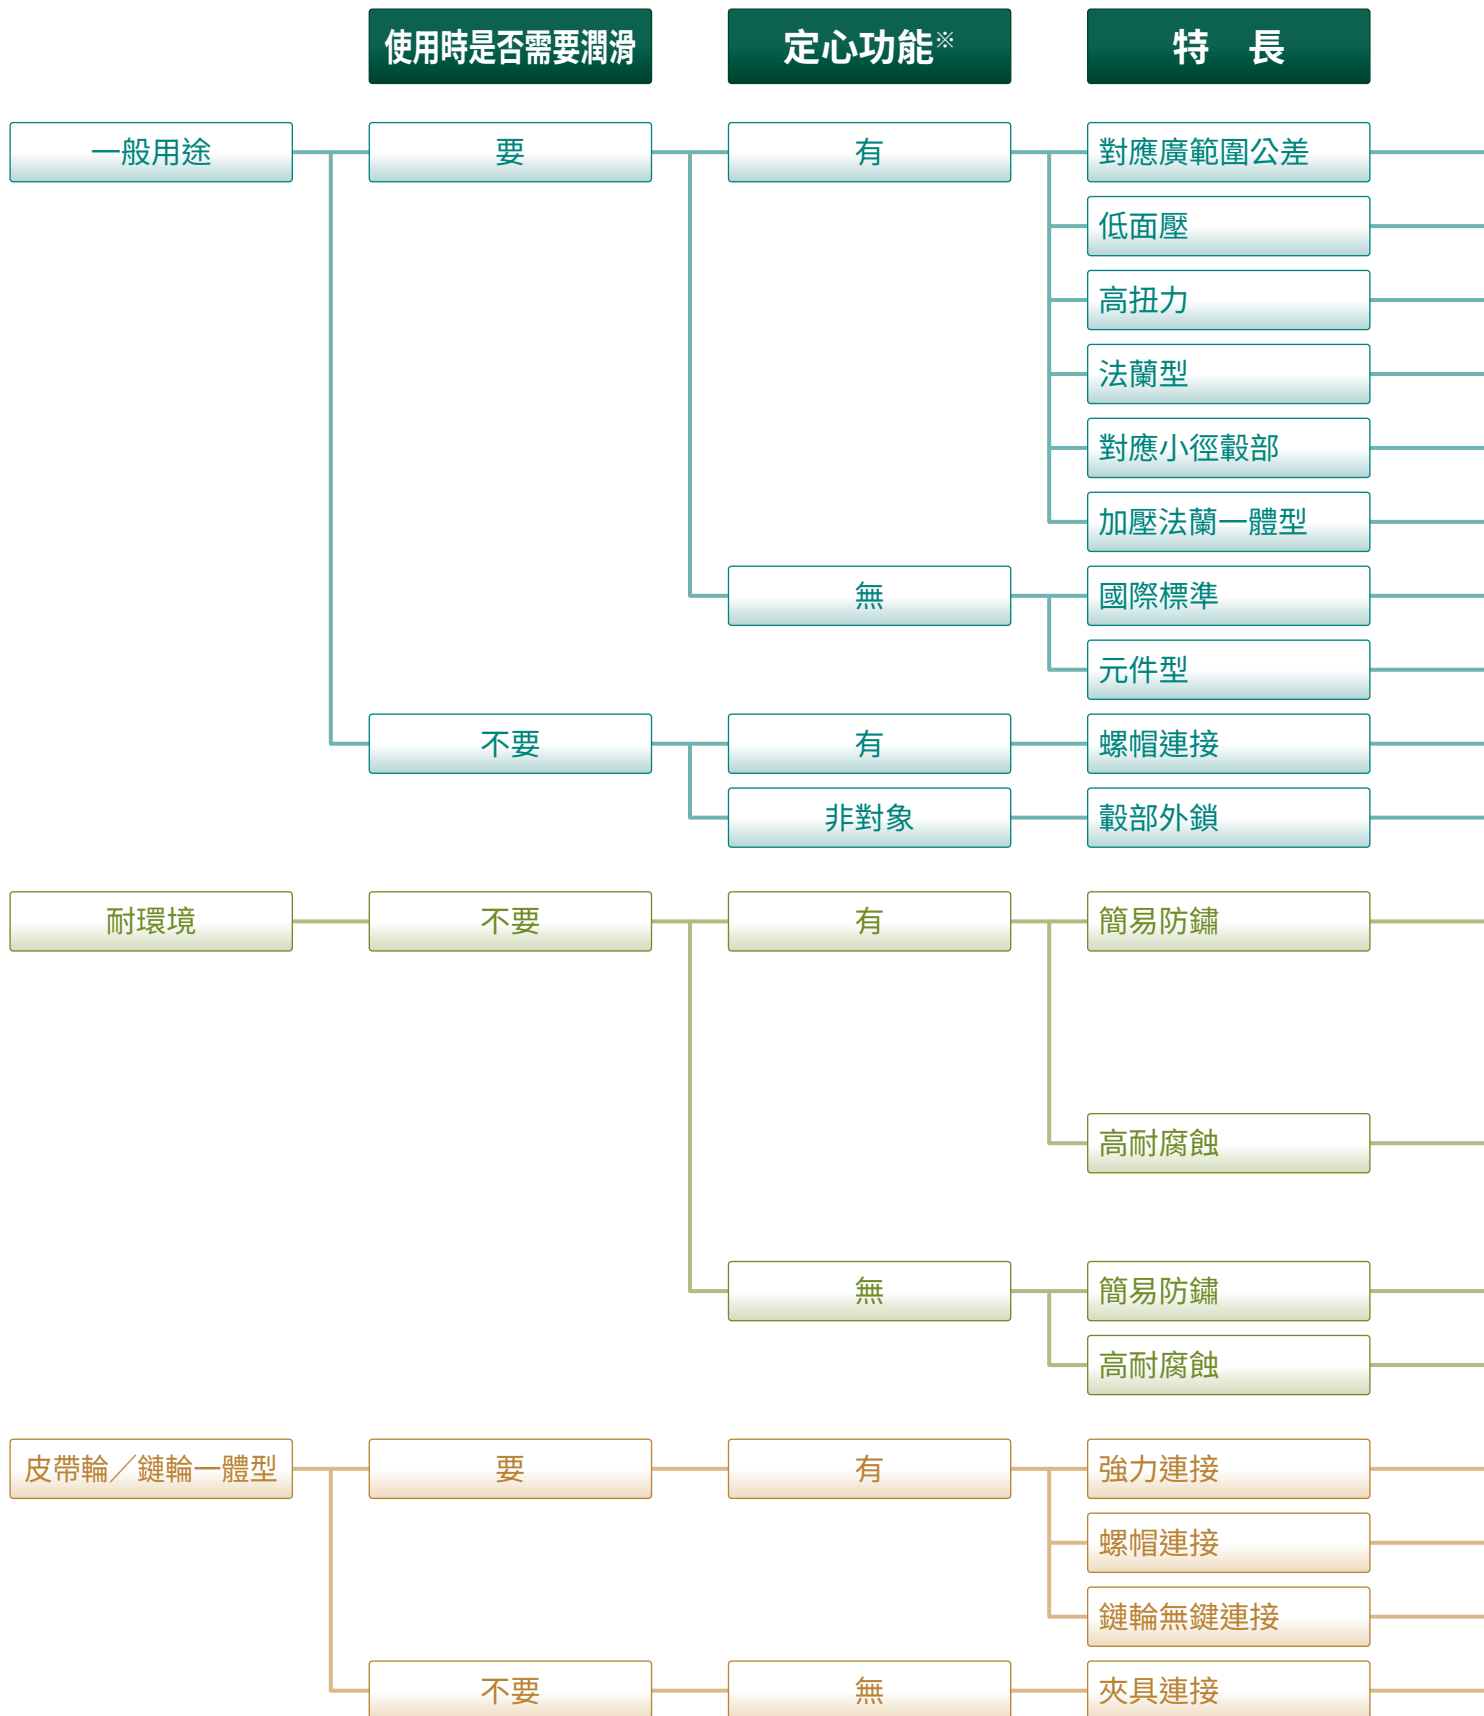 使用時是否需要潤滑 定心功能※ 特 長
一般用途 要 有 對應廣範圍公差
低面壓
高扭力
法蘭型
對應小徑轂部
加壓法蘭一體型
無 國際標準
元件型
不要 有 螺帽連接
非對象 轂部外鎖
耐環境 不要 有 簡易防鏽
高耐腐蝕
無 簡易防鏽
高耐腐蝕
皮帶輪／鏈輪一體型 要 有 強力連接
螺帽連接
鏈輪無鍵連接
不要 無 夾具連接